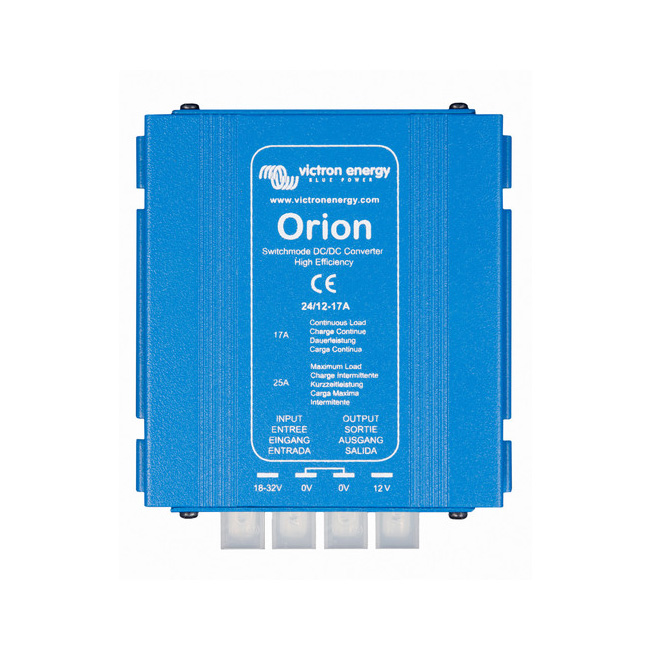 victron energy
BLUE POWER
www.victronenergy.com
Orion
Switchmode DC/DC Converter
High Efficiency
CE
24/12-17A
17A
Continuous Load
Charga Continue
Dauerleistung
Carga Continua
25A
Maximum Load
Charge Intermittente
Kurzzeitleistung
Carga Maxima
Intermitente
INPUT OUTPUT
ENTREE SORTIE
EINGANG AUSGANG
ENTRADA SALIDA
18-32V 0V 0V 12V